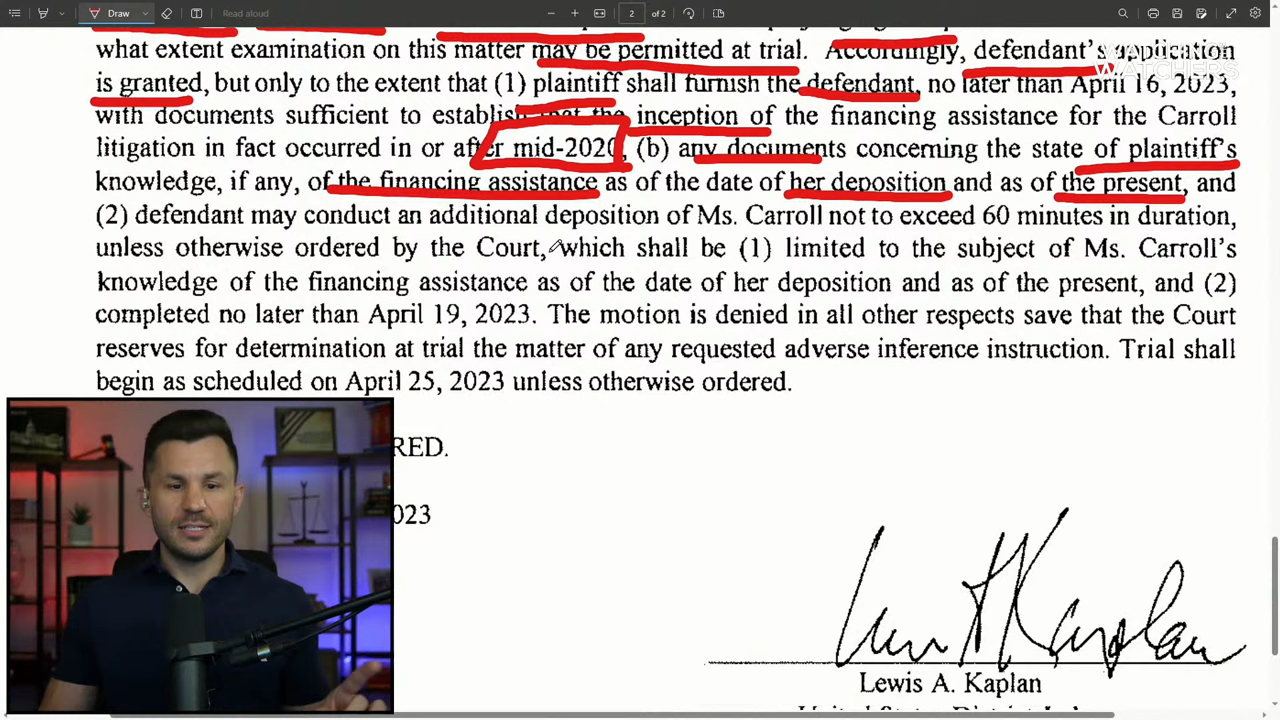 Draw
Read aloud
2 of 2
what extent examination on this matter may be permitted at trial. Accordingly, defendant's application
WATCHERS
is granted, but only to the extent that (1) plaintiff shall furnish the defendant, no later than April 16, 2023,
with documents sufficient to establish that the inception of the financing assistance for the Carroll
litigation in fact occurred in or after mid-2020, (b) any documents concerning the state of plaintiff's
knowledge, if any, of the financing assistance as of the date of her deposition and as of the present, and
(2) defendant may conduct an additional deposition of Ms. Carroll not to exceed 60 minutes in duration,
unless otherwise ordered by the Court, which shall be (1) limited to the subject of Ms. Carroll's
knowledge of the financing assistance as of the date of her deposition and as of the present, and (2)
completed no later than April 19, 2023. The motion is denied in all other respects save that the Court
reserves for determination at trial the matter of any requested adverse inference instruction. Trial shall
begin as scheduled on April 25, 2023 unless otherwise ordered.
RED.
023
Lewis A. Kaplan